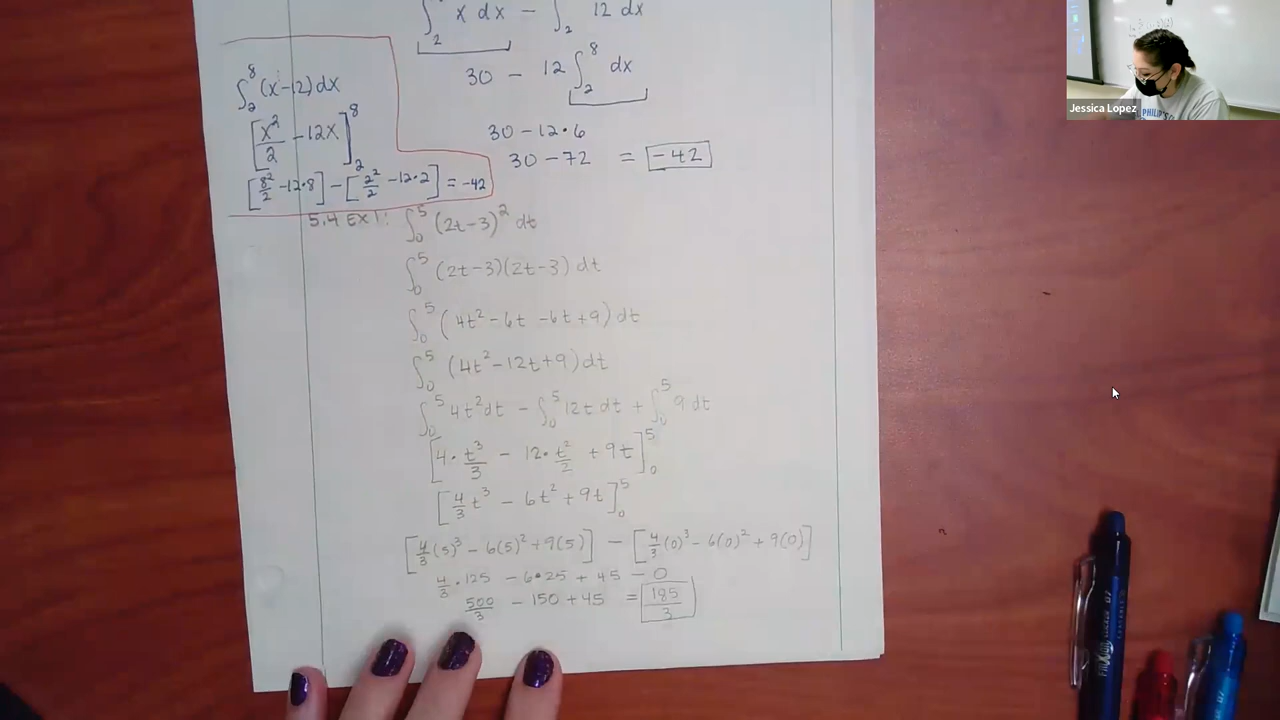 ∫₂ x dx − ∫₂ 12 dx
30 − 12 ∫₂⁸ dx
30 − 12 • 6
30 − 72 = -42
∫₂⁸ (x−12) dx
[x²/2 − 12x]₂⁸
[8²/2 − 12•8] − [2²/2 − 12•2] = -42
5.4 EX 1: ∫₀⁵ (2t−3)² dt
∫₀⁵ (2t−3)(2t−3) dt
∫₀⁵ (4t² − 6t − 6t + 9) dt
∫₀⁵ (4t² − 12t + 9) dt
∫₀⁵ 4t² dt − ∫₀⁵ 12t dt + ∫₀⁵ 9 dt
[4 • t³/3 − 12 • t²/2 + 9t]₀⁵
[4/3 t³ − 6t² + 9t]₀⁵
[4/3 (5)³ − 6(5)² + 9(5)] − [4/3 (0)³ − 6(0)² + 9(0)]
4/3 • 125 − 6•25 + 45 − 0
500/3 − 150 + 45 = 185/3
Jessica Lopez